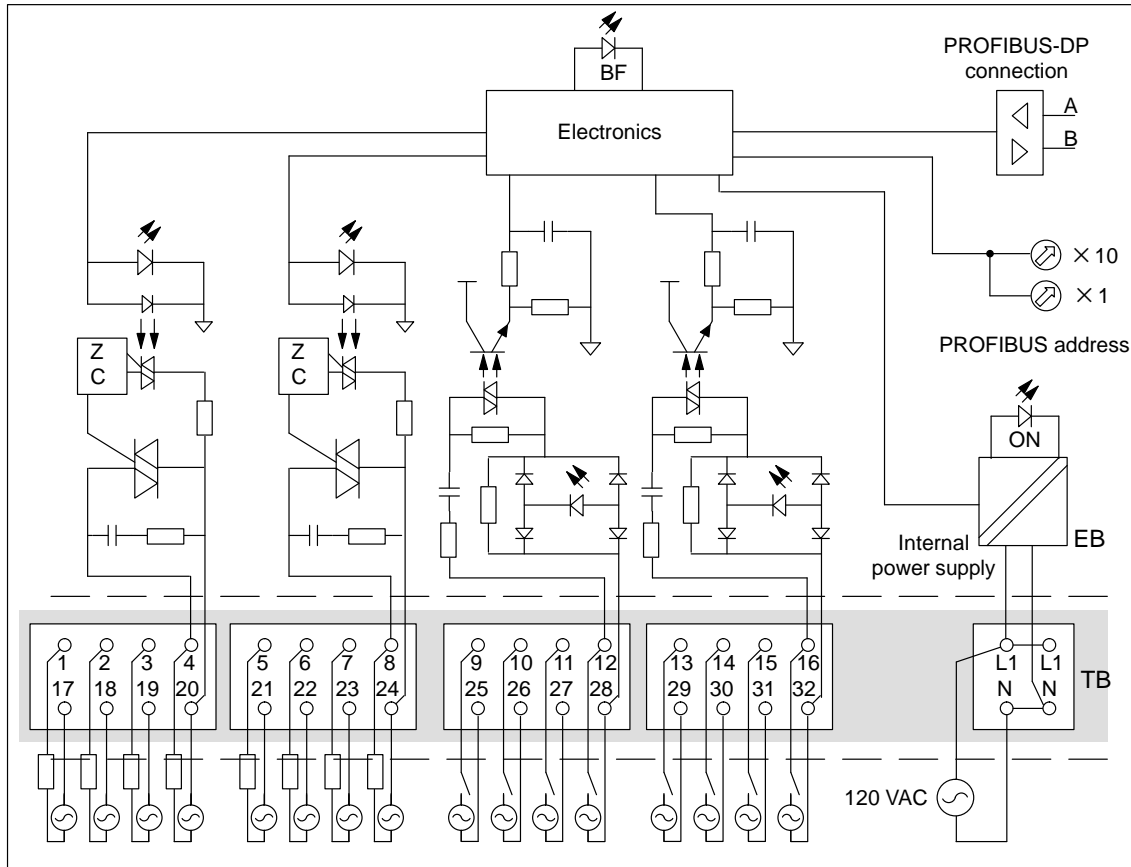 BF
Electronics
PROFIBUS-DP
connection
A
B
×10
×1
PROFIBUS address
Z
C
Z
C
ON
EB
Internal
power supply
1 2 3 4
17 18 19 20
5 6 7 8
21 22 23 24
9 10 11 12
25 26 27 28
13 14 15 16
29 30 31 32
L1 L1
N N
TB
120 VAC